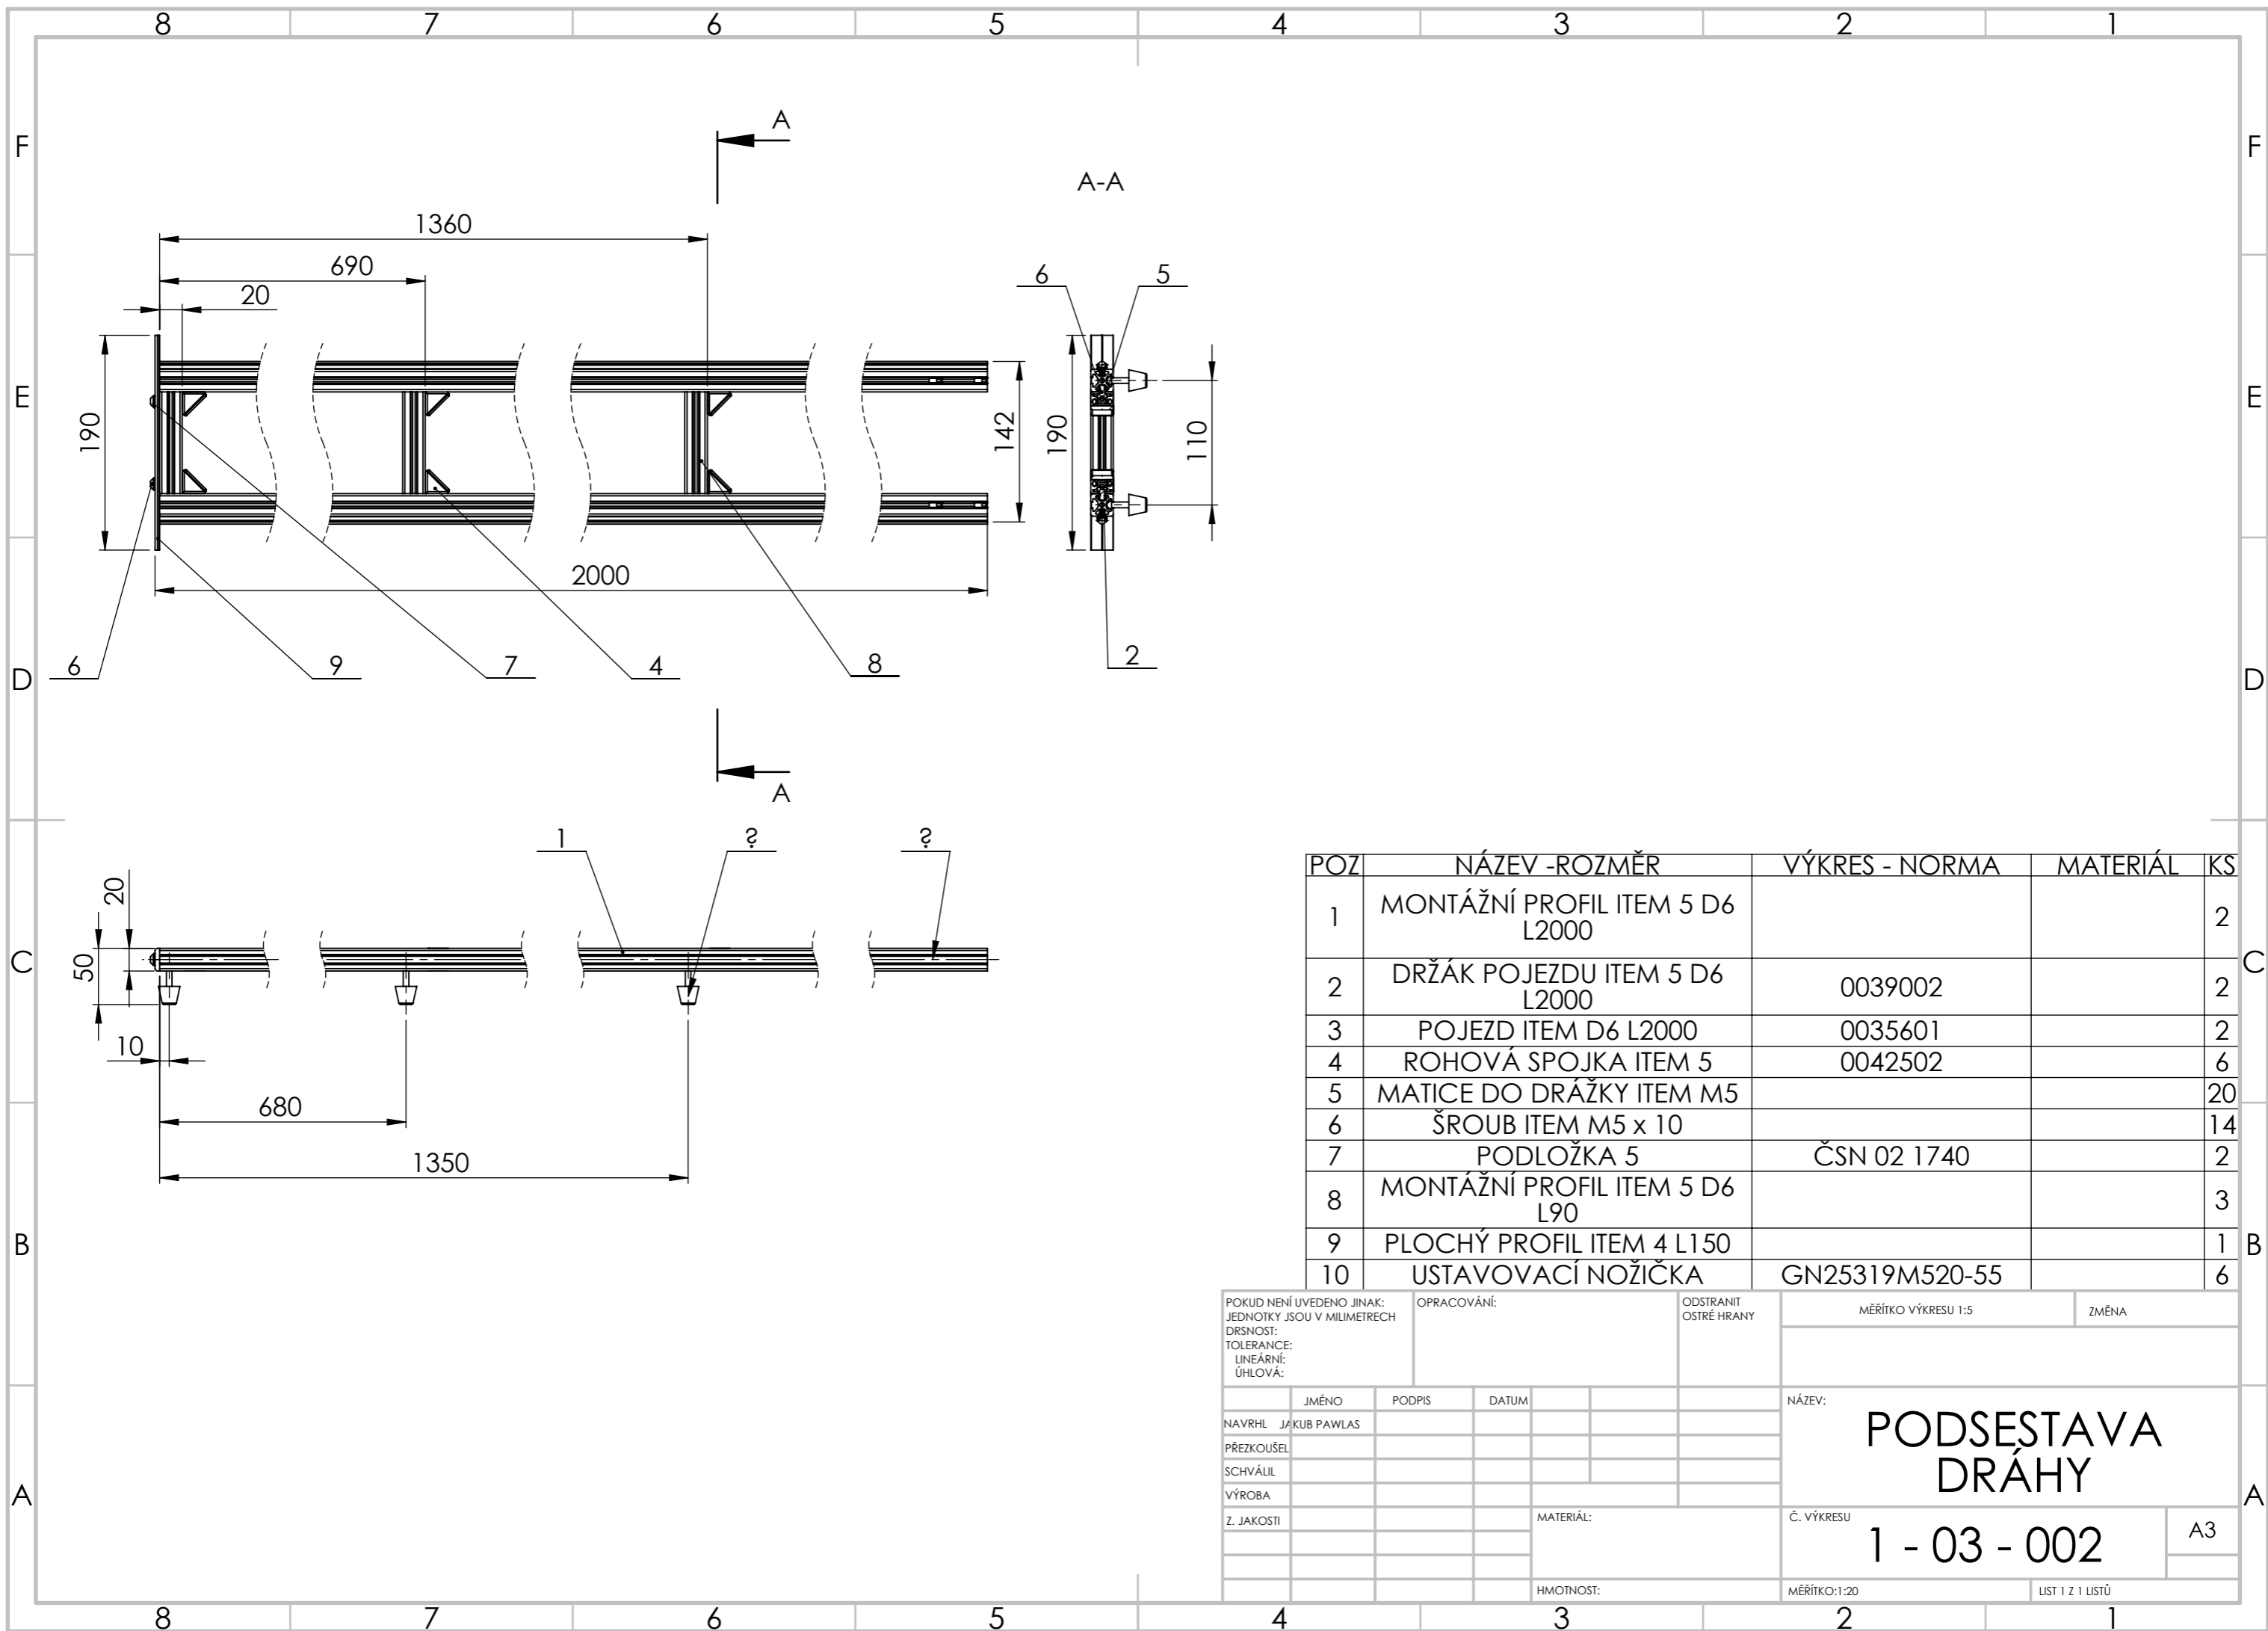 8 7 6 5 4 3 2 1
F F
A
A-A
1360
690
6 5
20
E E
190
142
190
110
2000
6 9 7 4 8 2
D D
A
1 ? ?
20
50
C C
10
680
1350
B B
A A
POZ NÁZEV -ROZMĚR VÝKRES - NORMA MATERIÁL KS
1 MONTÁŽNÍ PROFIL ITEM 5 D6 L2000 2
2 DRŽÁK POJEZDU ITEM 5 D6 L2000 0039002 2
3 POJEZD ITEM D6 L2000 0035601 2
4 ROHOVÁ SPOJKA ITEM 5 0042502 6
5 MATICE DO DRÁŽKY ITEM M5 20
6 ŠROUB ITEM M5 x 10 14
7 PODLOŽKA 5 ČSN 02 1740 2
8 MONTÁŽNÍ PROFIL ITEM 5 D6 L90 3
9 PLOCHÝ PROFIL ITEM 4 L150 1
10 USTAVOVACÍ NOŽIČKA GN25319M520-55 6
POKUD NENÍ UVEDENO JINAK:
JEDNOTKY JSOU V MILIMETRECH
DRSNOST:
TOLERANCE:
LINEÁRNÍ:
ÚHLOVÁ:
OPRACOVÁNÍ:
ODSTRANIT
OSTRÉ HRANY
MĚŘÍTKO VÝKRESU 1:5
ZMĚNA
JMÉNO PODPIS DATUM
NAVRHL JAKUB PAWLAS
PŘEZKOUŠEL
SCHVÁLIL
VÝROBA
Z. JAKOSTI
MATERIÁL:
HMOTNOST:
NÁZEV:
PODSESTAVA
DRÁHY
Č. VÝKRESU
1 - 03 - 002
A3
MĚŘÍTKO:1:20
LIST 1 Z 1 LISTŮ
8 7 6 5 4 3 2 1